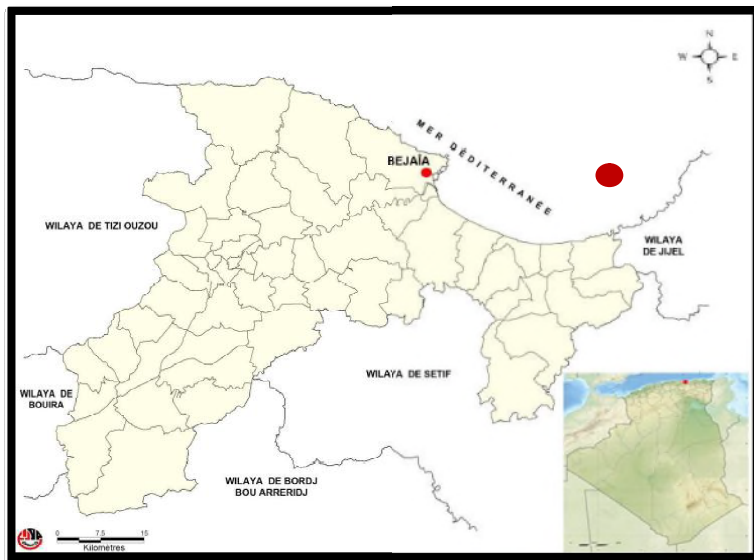 N
W E
S
MER MÉDITERRANÉE
BEJAÏA
WILAYA DE TIZI OUZOU
WILAYA
DE JIJEL
WILAYA DE SETIF
WILAYA DE
BOUIRA
WILAYA DE BORDJ
BOU ARRERIDJ
0 7,5 15
Kilomètres